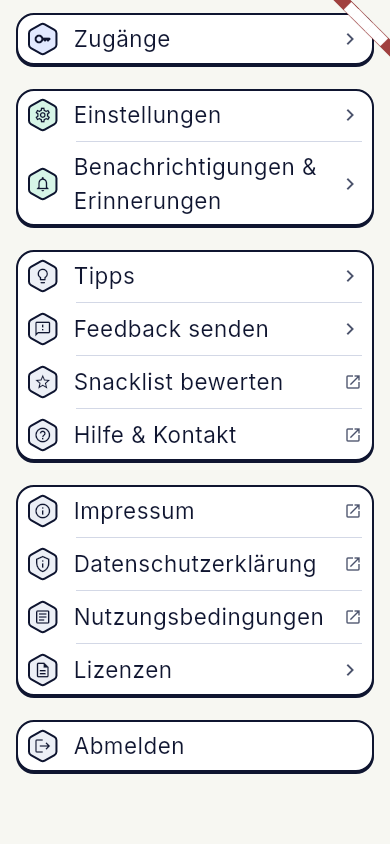 Zugänge
Einstellungen
Benachrichtigungen &
Erinnerungen
Tipps
Feedback senden
Snacklist bewerten
Hilfe & Kontakt
Impressum
Datenschutzerklärung
Nutzungsbedingungen
Lizenzen
Abmelden